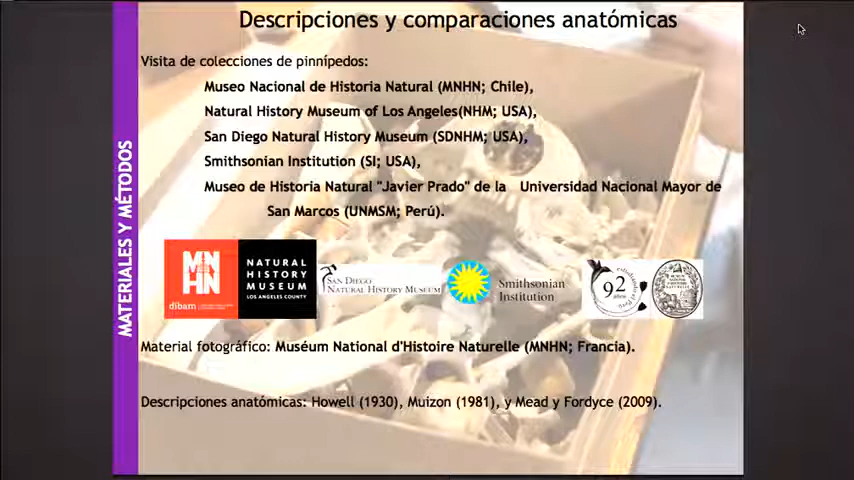 Descripciones y comparaciones anatómicas
MATERIALES Y MÉTODOS
Visita de colecciones de pinnípedos:
Museo Nacional de Historia Natural (MNHN; Chile),
Natural History Museum of Los Angeles(NHM; USA),
San Diego Natural History Museum (SDNHM; USA),
Smithsonian Institution (SI; USA),
Museo de Historia Natural "Javier Prado" de la Universidad Nacional Mayor de
San Marcos (UNMSM; Perú).
MN
HN
dibam
NATURAL
HISTORY
MUSEUM
LOS ANGELES COUNTY
SAN DIEGO
NATURAL HISTORY MUSEUM
Smithsonian
Institution
92
años
Material fotográfico: Muséum National d'Histoire Naturelle (MNHN; Francia).
Descripciones anatómicas: Howell (1930), Muizon (1981), y Mead y Fordyce (2009).